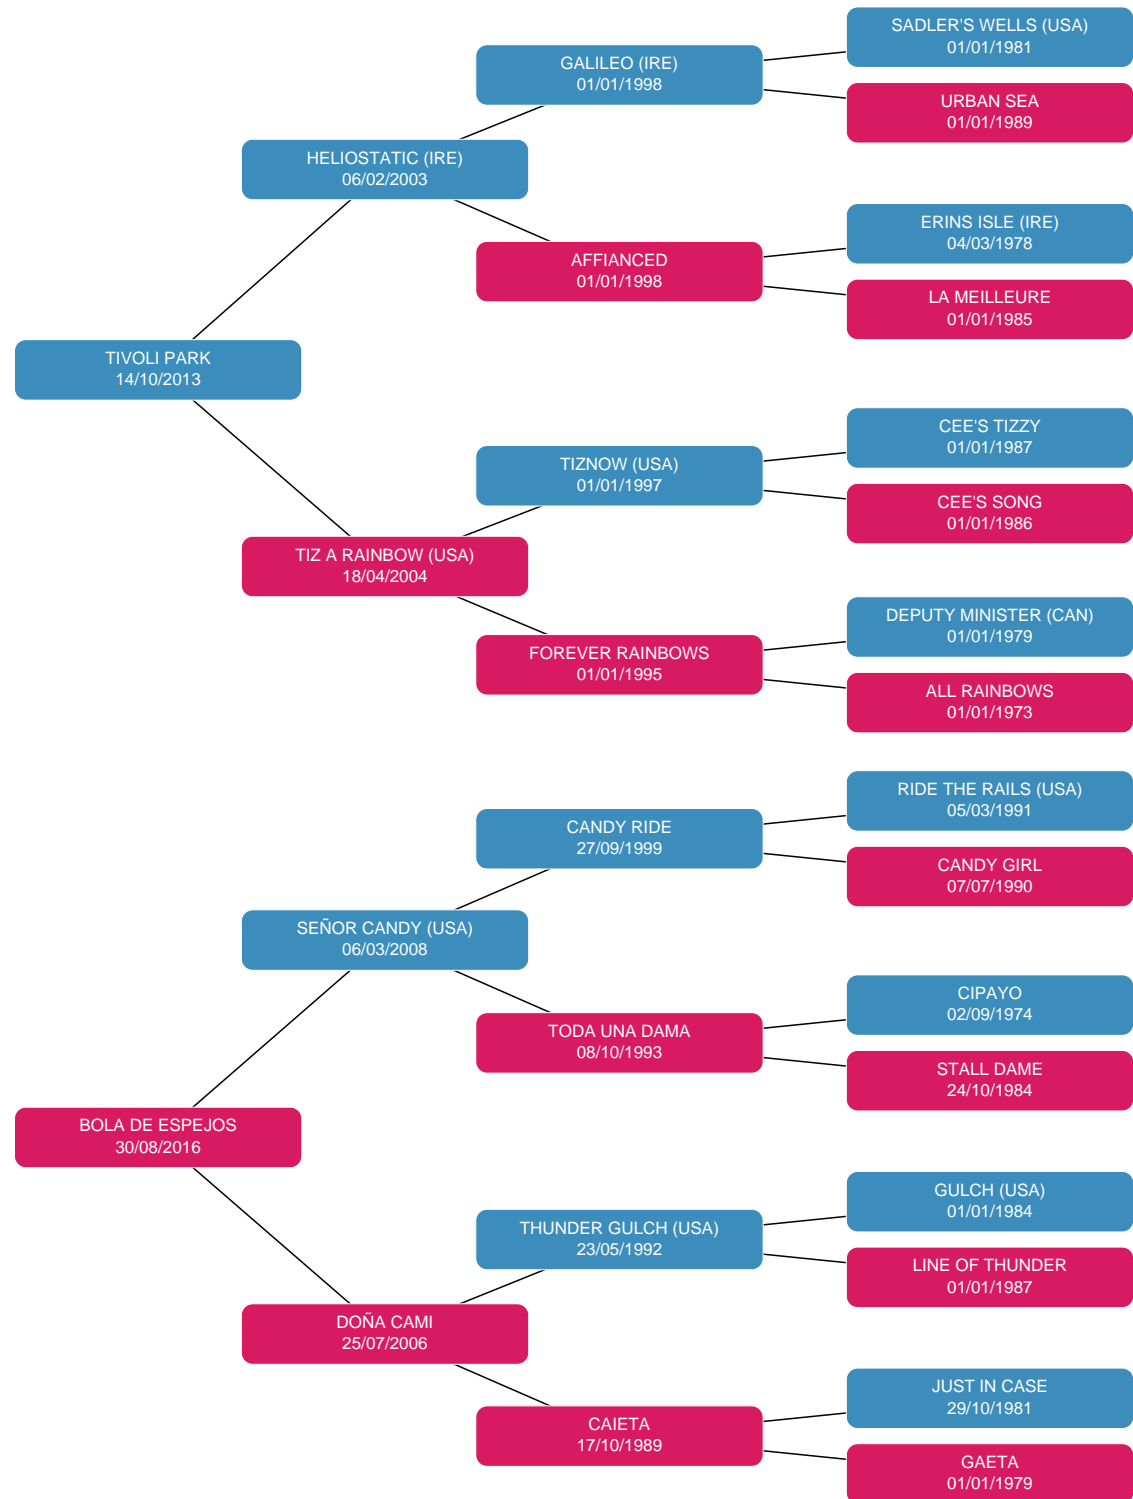 SADLER'S WELLS (USA)
01/01/1981
GALILEO (IRE)
01/01/1998
URBAN SEA
01/01/1989
HELIOSTATIC (IRE)
06/02/2003
ERINS ISLE (IRE)
04/03/1978
AFFIANCED
01/01/1998
LA MEILLEURE
01/01/1985
TIVOLI PARK
14/10/2013
CEE'S TIZZY
01/01/1987
TIZNOW (USA)
01/01/1997
CEE'S SONG
01/01/1986
TIZ A RAINBOW (USA)
18/04/2004
DEPUTY MINISTER (CAN)
01/01/1979
FOREVER RAINBOWS
01/01/1995
ALL RAINBOWS
01/01/1973
RIDE THE RAILS (USA)
05/03/1991
CANDY RIDE
27/09/1999
CANDY GIRL
07/07/1990
SEÑOR CANDY (USA)
06/03/2008
CIPAYO
02/09/1974
TODA UNA DAMA
08/10/1993
STALL DAME
24/10/1984
BOLA DE ESPEJOS
30/08/2016
GULCH (USA)
01/01/1984
THUNDER GULCH (USA)
23/05/1992
LINE OF THUNDER
01/01/1987
DOÑA CAMI
25/07/2006
JUST IN CASE
29/10/1981
CAIETA
17/10/1989
GAETA
01/01/1979